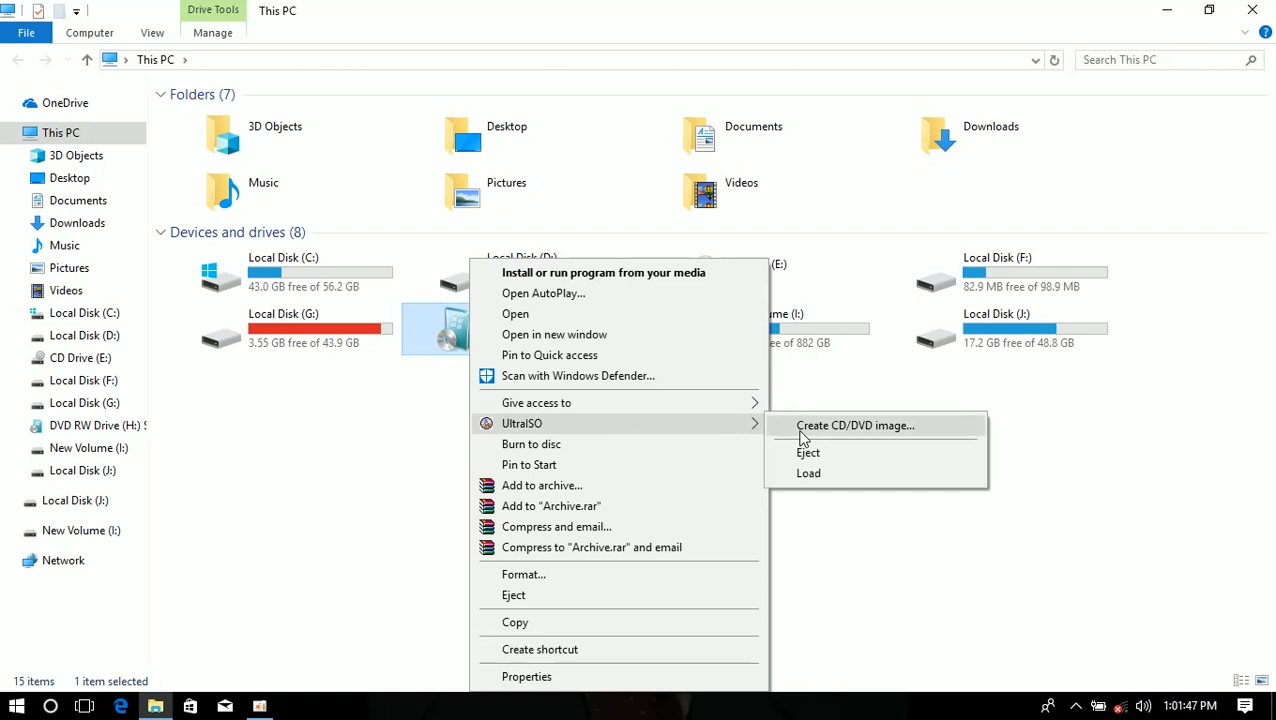 Drive Tools
This PC
File
Computer
View
Manage
This PC
Search This PC
OneDrive
This PC
3D Objects
Desktop
Documents
Downloads
Music
Pictures
Videos
Local Disk (C:)
Local Disk (D:)
CD Drive (E:)
Local Disk (F:)
Local Disk (G:)
DVD RW Drive (H:) S
New Volume (I:)
Local Disk (J:)
Local Disk (J:)
New Volume (I:)
Network
Folders (7)
3D Objects
Desktop
Documents
Downloads
Music
Pictures
Videos
Devices and drives (8)
Local Disk (C:)
43.0 GB free of 56.2 GB
Local Disk (D:)
(E:)
Local Disk (F:)
82.9 MB free of 98.9 MB
Local Disk (G:)
3.55 GB free of 43.9 GB
ume (I:)
free of 882 GB
Local Disk (J:)
17.2 GB free of 48.8 GB
Install or run program from your media
Open AutoPlay...
Open
Open in new window
Pin to Quick access
Scan with Windows Defender...
Give access to
UltraISO
Burn to disc
Pin to Start
Add to archive...
Add to "Archive.rar"
Compress and email...
Compress to "Archive.rar" and email
Format...
Eject
Copy
Create shortcut
Properties
Create CD/DVD image...
Eject
Load
15 items
1 item selected
1:01:47 PM